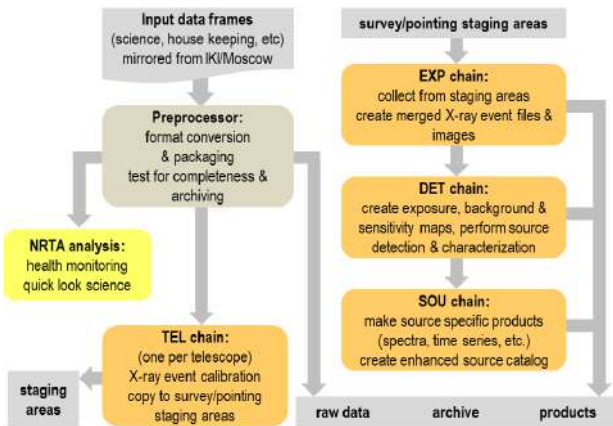 Input data frames
(science, house keeping, etc)
mirrored from IKI/Moscow
Preprocessor:
format conversion
& packaging
test for completeness &
archiving
NRTA analysis:
health monitoring
quick look science
TEL chain:
(one per telescope)
X-ray event calibration
copy to survey/pointing
staging areas
staging
areas
survey/pointing staging areas
EXP chain:
collect from staging areas
create merged X-ray event files &
images
DET chain:
create exposure, background &
sensitivity maps, perform source
detection & characterization
SOU chain:
make source specific products
(spectra, time series, etc.)
create enhanced source catalog
raw data archive products